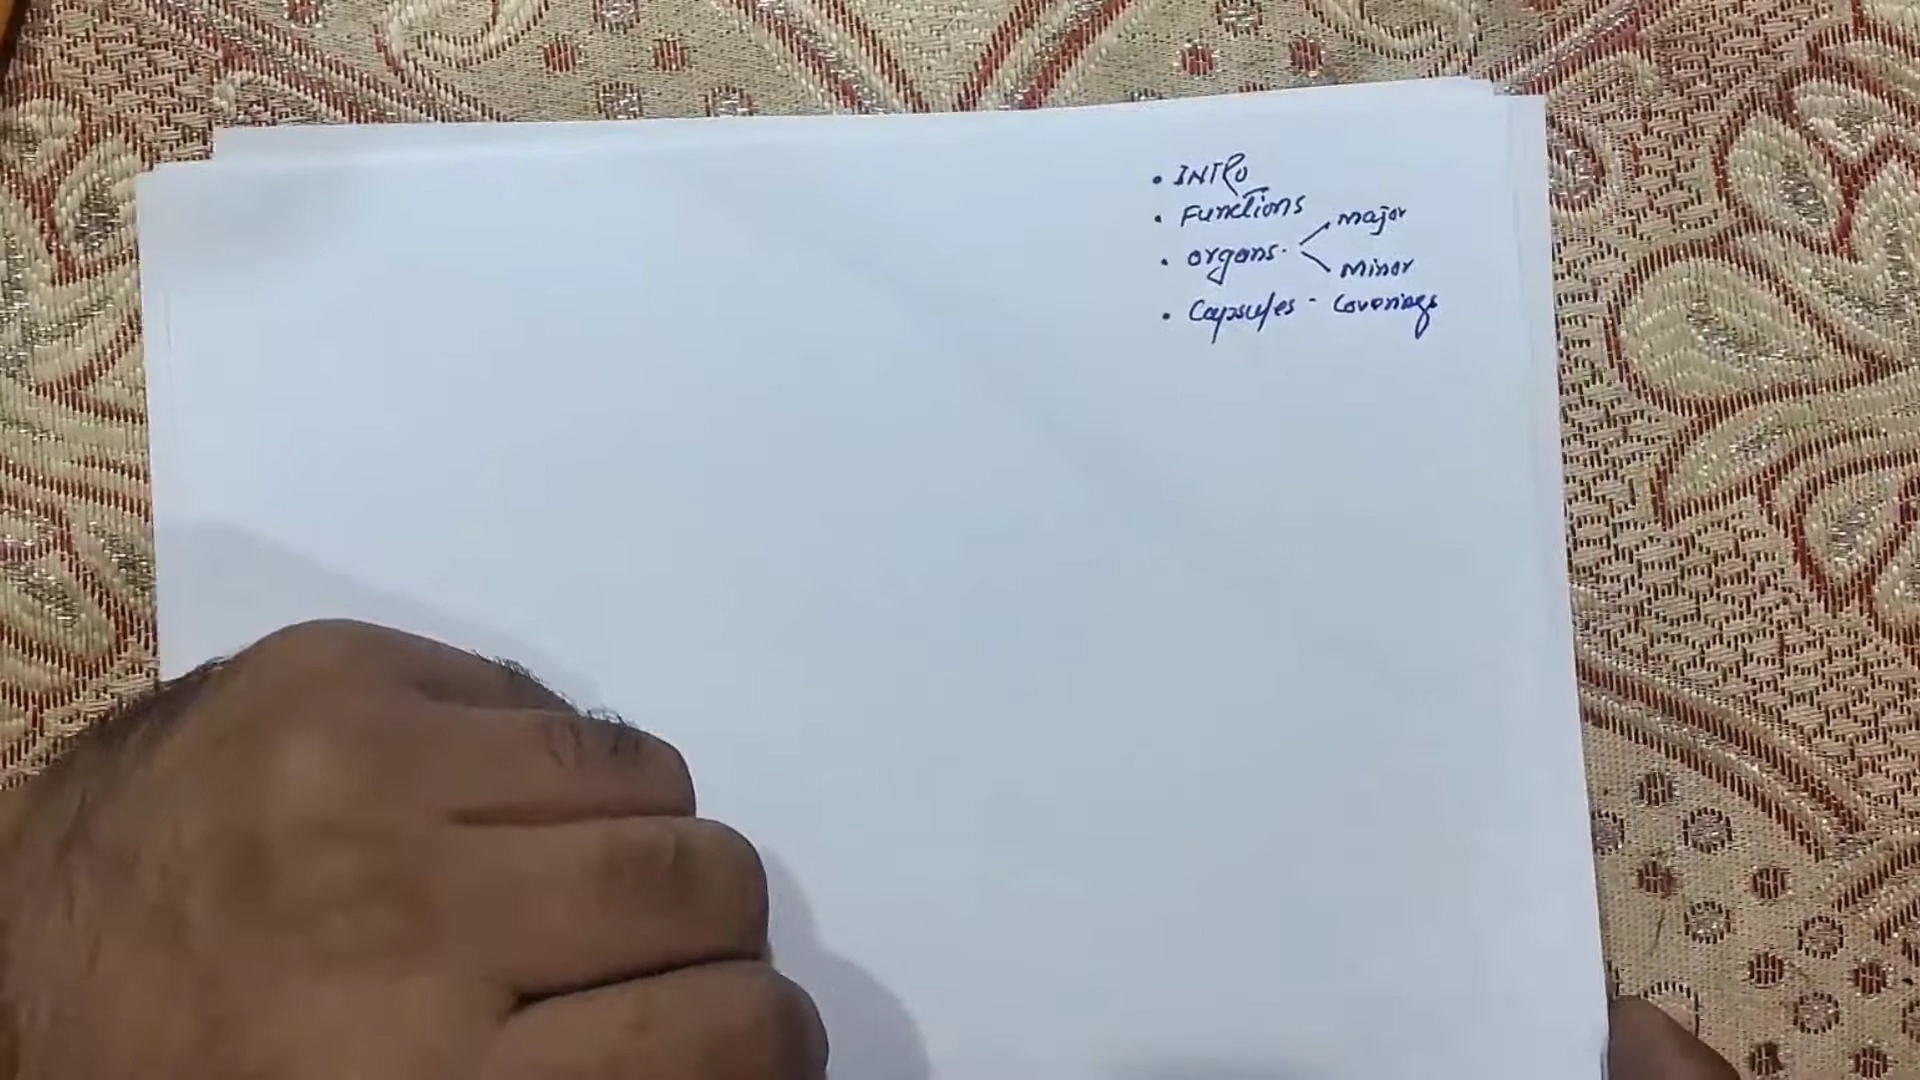 • INTRO
• Functions
• organs. major
minor
• Capsules - Coverings